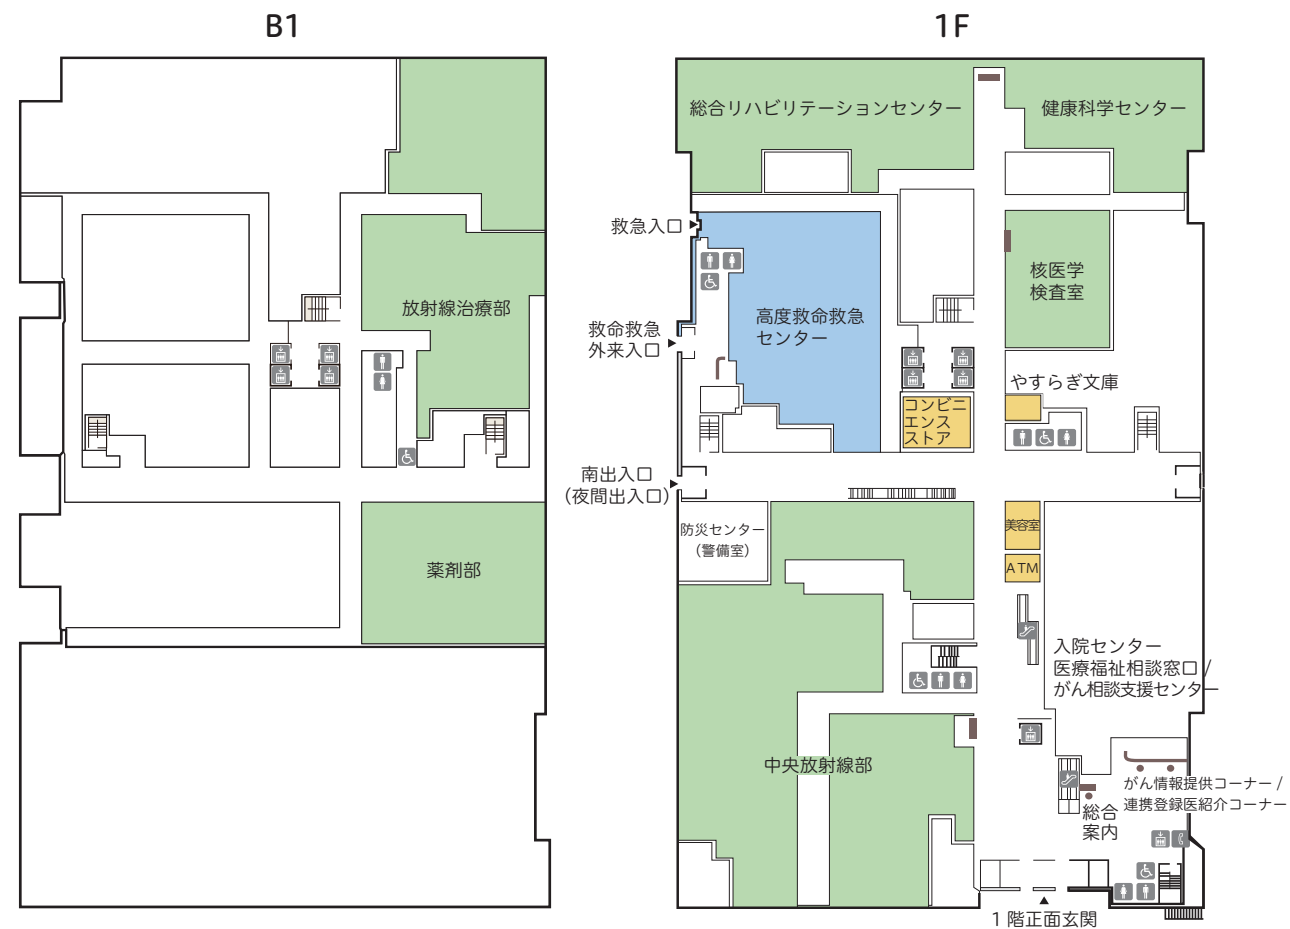 B1
放射線治療部
薬剤部
1F
総合リハビリテーションセンター
健康科学センター
救急入口
核医学
検査室
高度救命救急
センター
救命救急
外来入口
やすらぎ文庫
コンビニ
エンス
ストア
南出入口
(夜間出入口)
防災センター
(警備室)
美容室
ATM
入院センター
医療福祉相談窓口 /
がん相談支援センター
中央放射線部
がん情報提供コーナー /
連携登録医紹介コーナー
総合
案内
1 階正面玄関